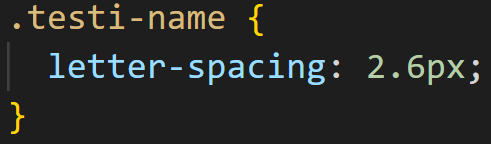 .testi-name {
  letter-spacing: 2.6px;
}